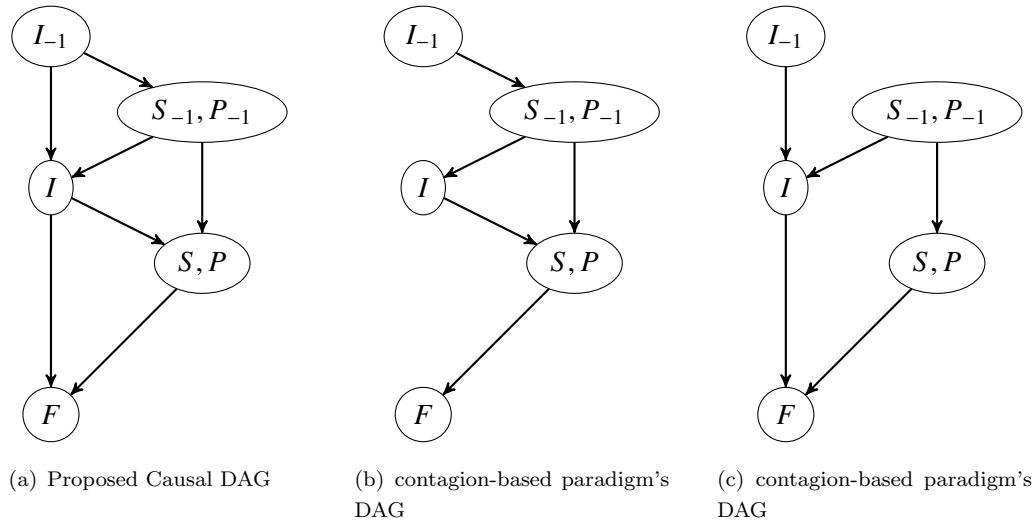 I₋₁
S₋₁, P₋₁
I
S, P
F
(a) Proposed Causal DAG
I₋₁
S₋₁, P₋₁
I
S, P
F
(b) contagion-based paradigm's
DAG
I₋₁
S₋₁, P₋₁
I
S, P
F
(c) contagion-based paradigm's
DAG